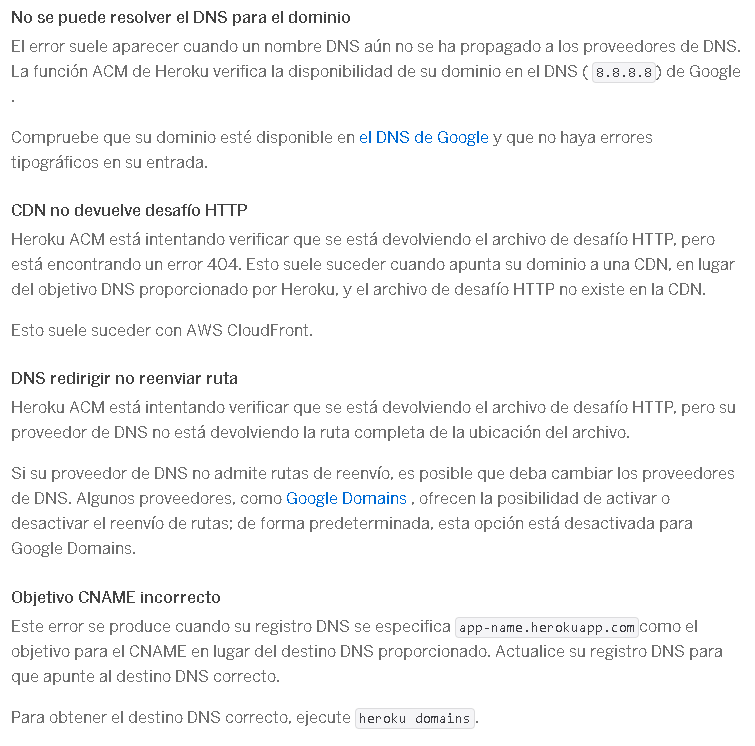 No se puede resolver el DNS para el dominio
El error suele aparecer cuando un nombre DNS aún no se ha propagado a los proveedores de DNS.
La función ACM de Heroku verifica la disponibilidad de su dominio en el DNS ( 8.8.8.8) de Google
.
Compruebe que su dominio esté disponible en el DNS de Google y que no haya errores
tipográficos en su entrada.
CDN no devuelve desafío HTTP
Heroku ACM está intentando verificar que se está devolviendo el archivo de desafío HTTP, pero
está encontrando un error 404. Esto suele suceder cuando apunta su dominio a una CDN, en lugar
del objetivo DNS proporcionado por Heroku, y el archivo de desafío HTTP no existe en la CDN.
Esto suele suceder con AWS CloudFront.
DNS redirigir no reenviar ruta
Heroku ACM está intentando verificar que se está devolviendo el archivo de desafío HTTP, pero su
proveedor de DNS no está devolviendo la ruta completa de la ubicación del archivo.
Si su proveedor de DNS no admite rutas de reenvío, es posible que deba cambiar los proveedores
de DNS. Algunos proveedores, como Google Domains , ofrecen la posibilidad de activar o
desactivar el reenvío de rutas; de forma predeterminada, esta opción está desactivada para
Google Domains.
Objetivo CNAME incorrecto
Este error se produce cuando su registro DNS se especifica app-name.herokuapp.com como el
objetivo para el CNAME en lugar del destino DNS proporcionado. Actualice su registro DNS para
que apunte al destino DNS correcto.
Para obtener el destino DNS correcto, ejecute heroku domains.